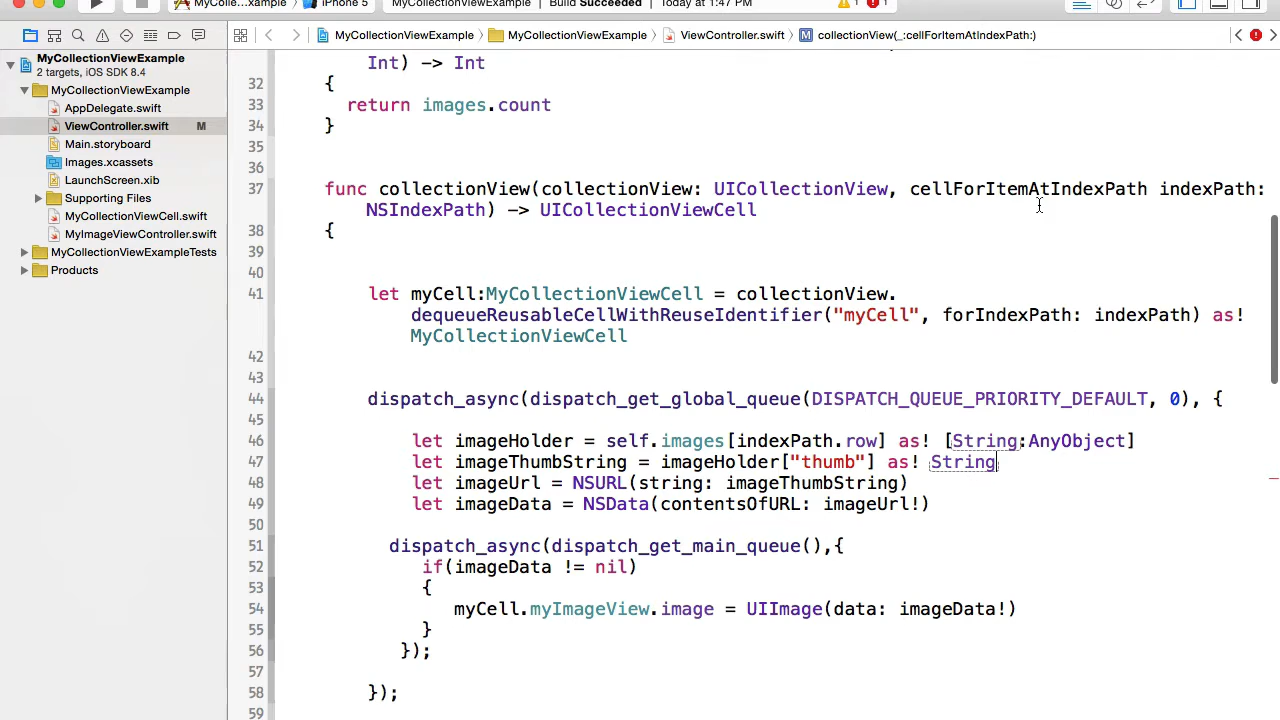 MyColle...xample iPhone 5 MyCollectionViewExample Build Succeeded Today at 1:47 PM 1 1
MyCollectionViewExample MyCollectionViewExample ViewController.swift M collectionView(_:cellForItemAtIndexPath:)
MyCollectionViewExample
2 targets, iOS SDK 8.4
MyCollectionViewExample
AppDelegate.swift
ViewController.swift M
Main.storyboard
Images.xcassets
LaunchScreen.xib
Supporting Files
MyCollectionViewCell.swift
MyImageViewController.swift
MyCollectionViewExampleTests
Products
Int) -> Int
32 {
33 return images.count
34 }
35
36
37 func collectionView(collectionView: UICollectionView, cellForItemAtIndexPath indexPath:
NSIndexPath) -> UICollectionViewCell
38 {
39
40
41 let myCell:MyCollectionViewCell = collectionView.
dequeueReusableCellWithReuseIdentifier("myCell", forIndexPath: indexPath) as!
MyCollectionViewCell
42
43
44 dispatch_async(dispatch_get_global_queue(DISPATCH_QUEUE_PRIORITY_DEFAULT, 0), {
45
46 let imageHolder = self.images[indexPath.row] as! [String:AnyObject]
47 let imageThumbString = imageHolder["thumb"] as! String
48 let imageUrl = NSURL(string: imageThumbString)
49 let imageData = NSData(contentsOfURL: imageUrl!)
50
51 dispatch_async(dispatch_get_main_queue(),{
52 if(imageData != nil)
53 {
54 myCell.myImageView.image = UIImage(data: imageData!)
55 }
56 });
57
58 });
59